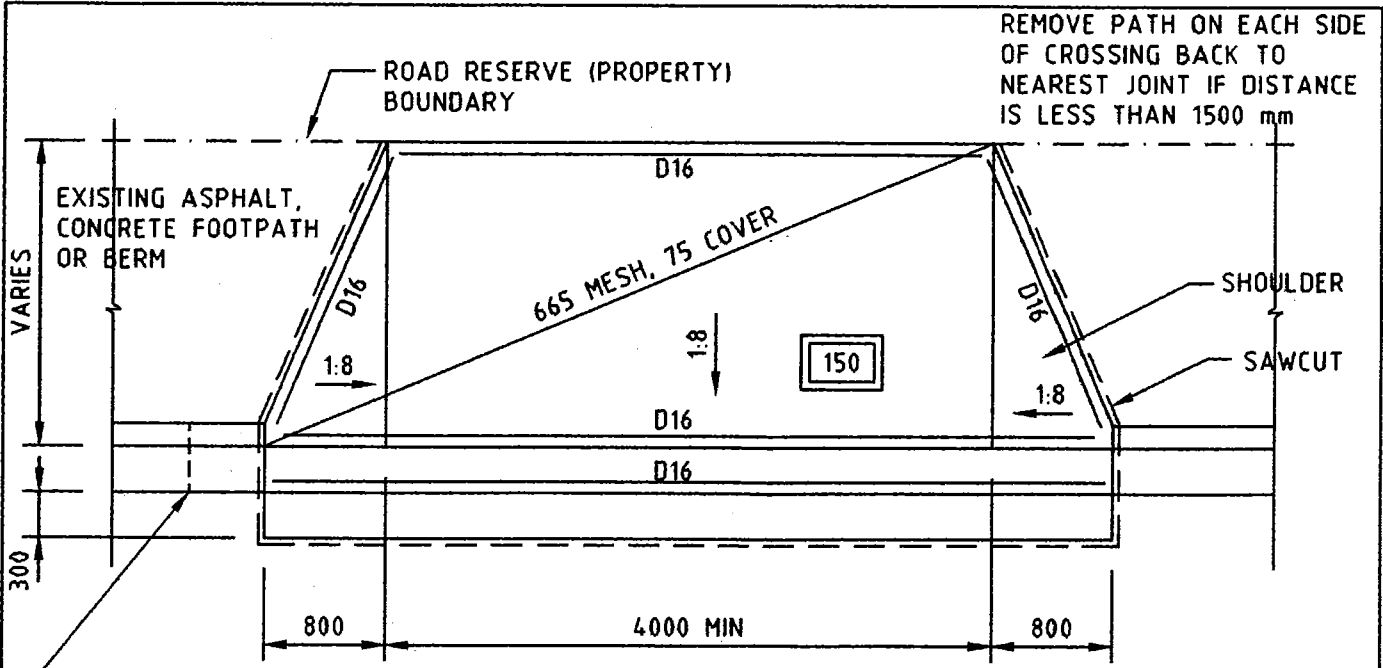 REMOVE PATH ON EACH SIDE
OF CROSSING BACK TO
NEAREST JOINT IF DISTANCE
IS LESS THAN 1500 mm
ROAD RESERVE (PROPERTY)
BOUNDARY
D16
EXISTING ASPHALT,
CONCRETE FOOTPATH
OR BERM
VARIES
D16
665 MESH, 75 COVER
D16
SHOULDER
1:8
1:8
150
SAWCUT
1:8
D16
D16
300
800
4000 MIN
800